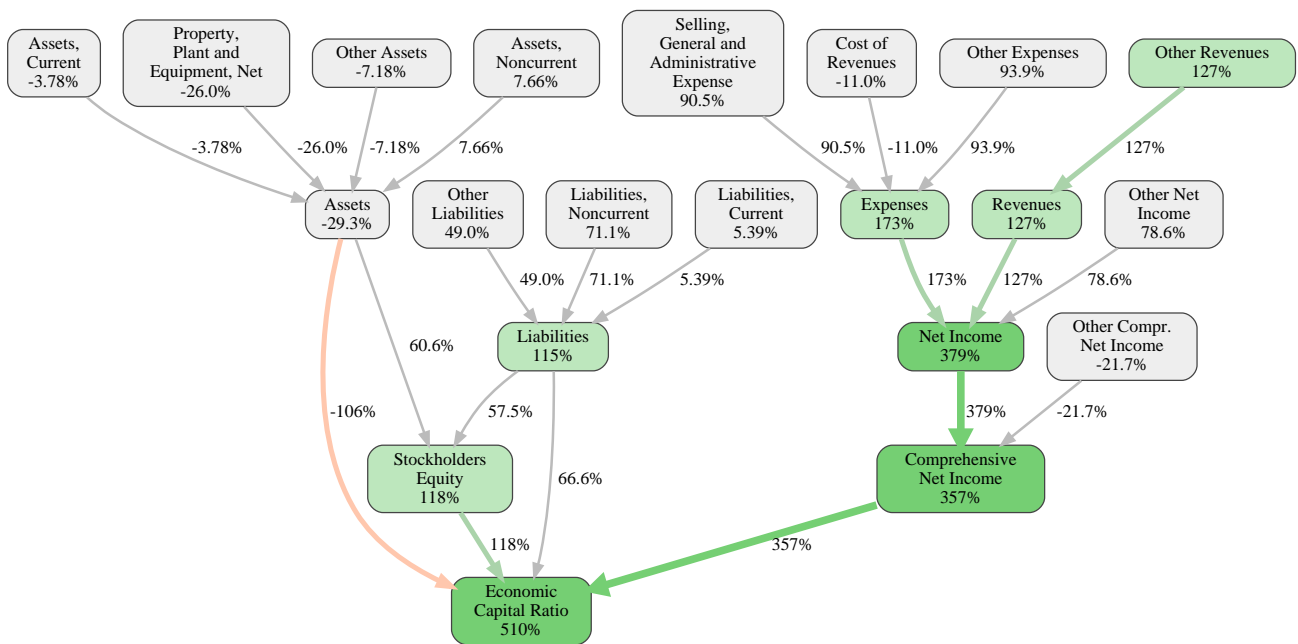 Assets,
Current
-3.78%
Property,
Plant and
Equipment, Net
-26.0%
Other Assets
-7.18%
Assets,
Noncurrent
7.66%
Selling,
General and
Administrative
Expense
90.5%
Cost of
Revenues
-11.0%
Other Expenses
93.9%
Other Revenues
127%
-3.78%
-26.0%
-7.18%
7.66%
90.5%
-11.0%
93.9%
127%
Assets
-29.3%
Other
Liabilities
49.0%
Liabilities,
Noncurrent
71.1%
Liabilities,
Current
5.39%
Expenses
173%
Revenues
127%
Other Net
Income
78.6%
49.0%
71.1%
5.39%
173%
127%
78.6%
60.6%
Liabilities
115%
Net Income
379%
Other Compr.
Net Income
-21.7%
-106%
57.5%
379%
-21.7%
Stockholders
Equity
118%
66.6%
Comprehensive
Net Income
357%
118%
357%
Economic
Capital Ratio
510%